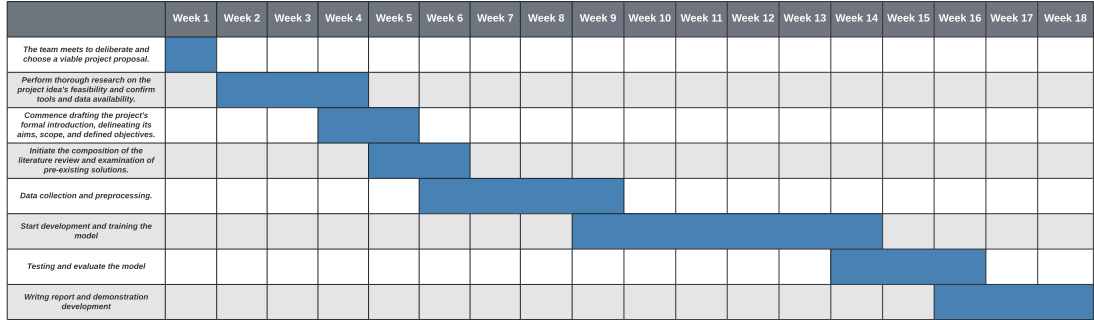 Week 1 Week 2 Week 3 Week 4 Week 5 Week 6 Week 7 Week 8 Week 9 Week 10 Week 11 Week 12 Week 13 Week 14 Week 15 Week 16 Week 17 Week 18
The team meets to deliberate and
choose a viable project proposal.
Perform thorough research on the
project idea's feasibility and confirm
tools and data availability.
Commence drafting the project's
formal introduction, delineating its
aims, scope, and defined objectives.
Initiate the composition of the
literature review and examination of
pre-existing solutions.
Data collection and preprocessing.
Start development and training the
model
Testing and evaluate the model
Writng report and demonstration
development